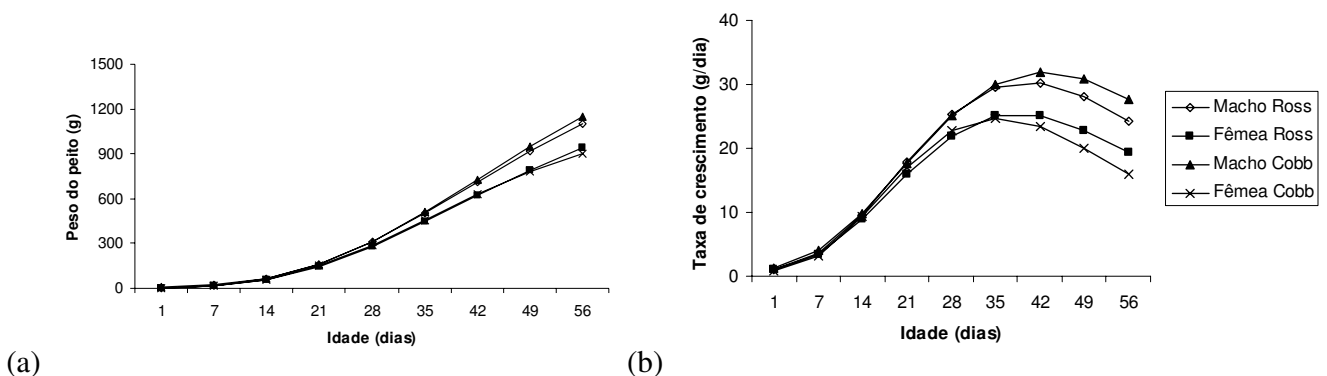 Peso do peito (g)
1500
1200
900
600
300
0
1 7 14 21 28 35 42 49 56
Idade (dias)
(a)
Taxa de crescimento (g/dia)
40
30
20
10
0
1 7 14 21 28 35 42 49 56
Idade (dias)
(b)
Macho Ross
Fêmea Ross
Macho Cobb
Fêmea Cobb